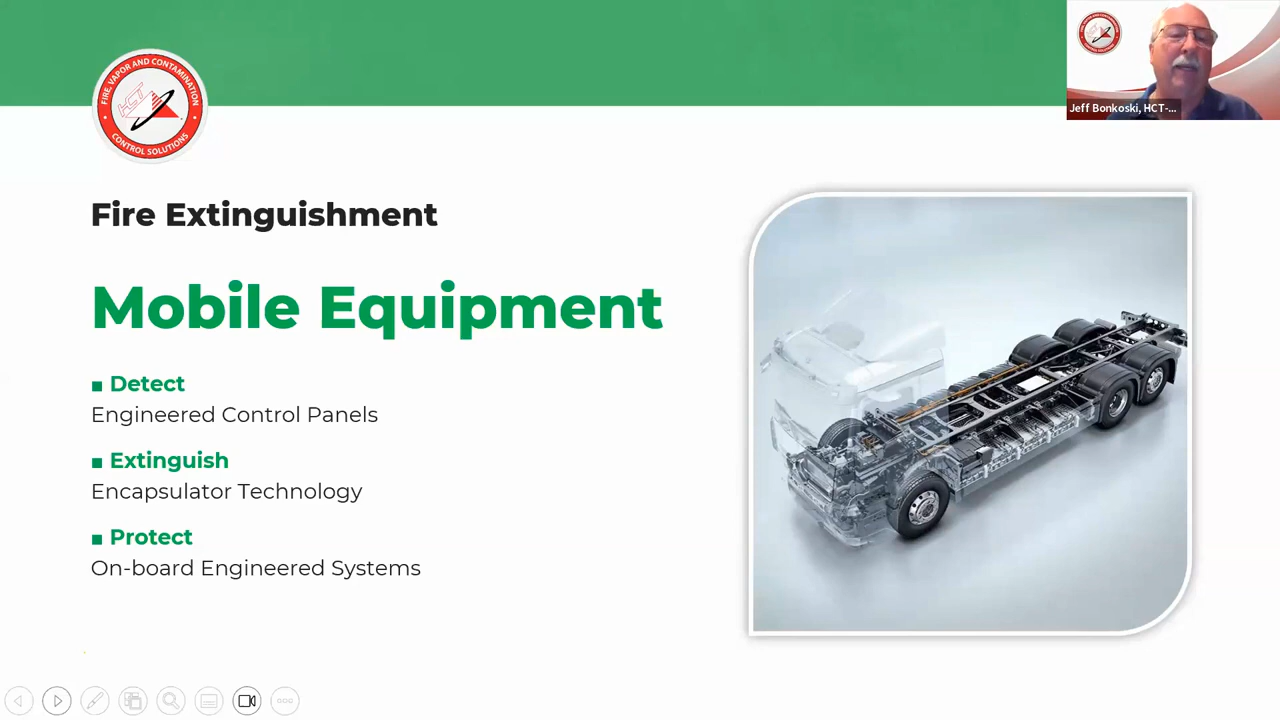 FIRE, VAPOR AND CONTAMINATION
HCT
CONTROL SOLUTIONS
Jeff Bonkoski, HCT-...
Fire Extinguishment
Mobile Equipment
■ Detect
Engineered Control Panels
■ Extinguish
Encapsulator Technology
■ Protect
On-board Engineered Systems